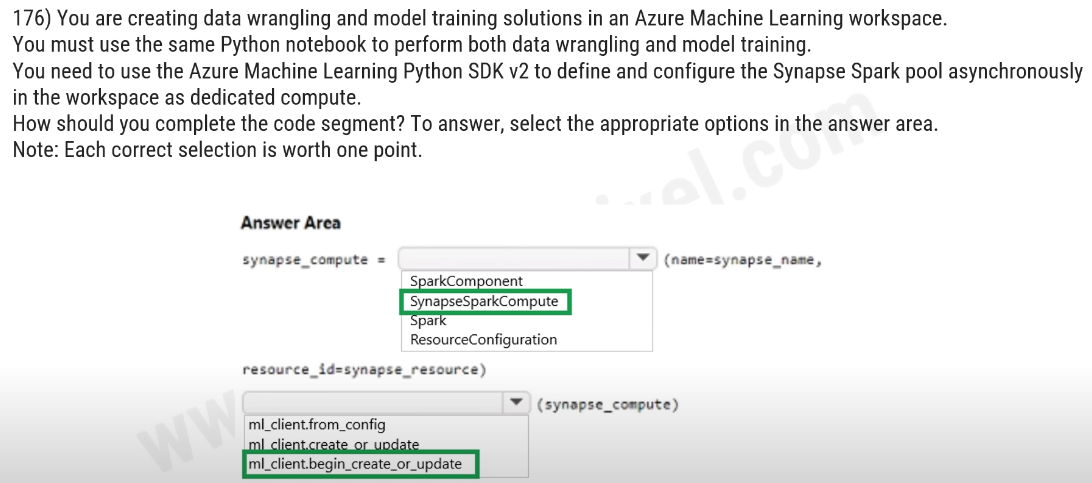 176) You are creating data wrangling and model training solutions in an Azure Machine Learning workspace.
You must use the same Python notebook to perform both data wrangling and model training.
You need to use the Azure Machine Learning Python SDK v2 to define and configure the Synapse Spark pool asynchronously
in the workspace as dedicated compute.
How should you complete the code segment? To answer, select the appropriate options in the answer area.
Note: Each correct selection is worth one point.
Answer Area
synapse_compute = (name=synapse_name,
SparkComponent
SynapseSparkCompute
Spark
ResourceConfiguration
resource_id=synapse_resource)
(synapse_compute)
ml_client.from_config
ml_client.create_or_update
ml_client.begin_create_or_update